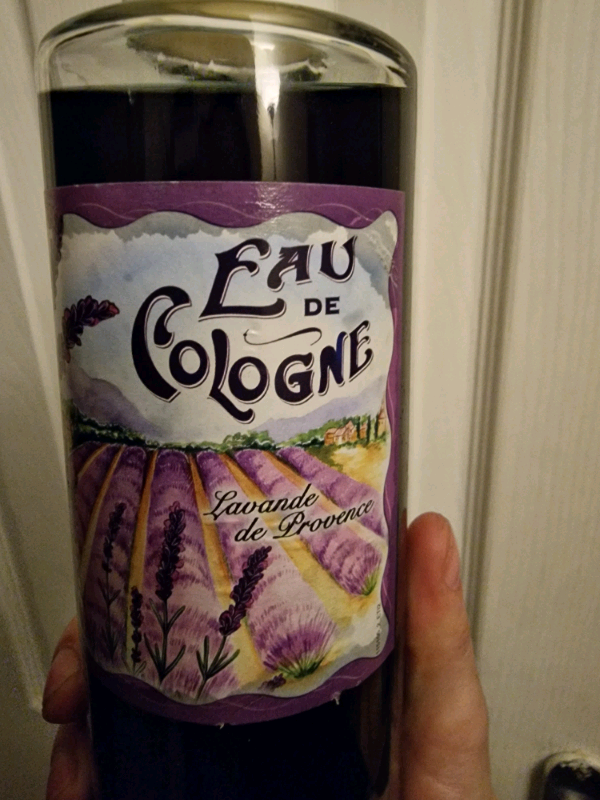 EAU
DE
COLOGNE
Lavande
de Provence